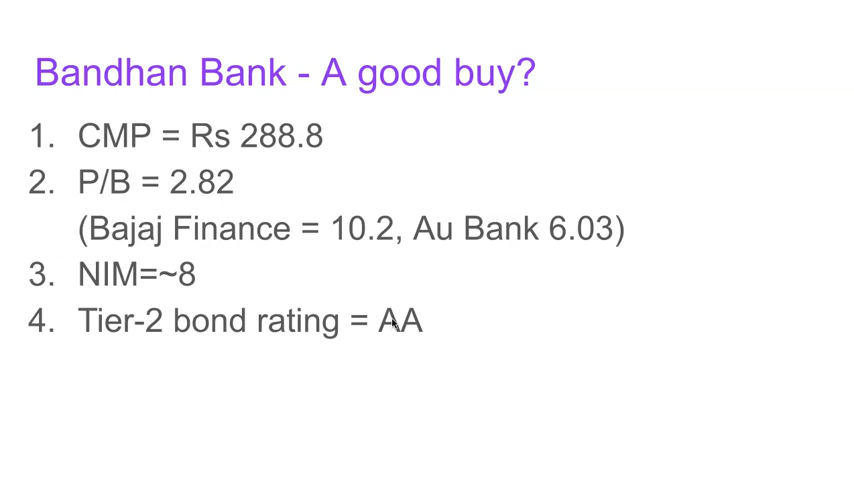 Bandhan Bank - A good buy?
1. CMP = Rs 288.8
2. P/B = 2.82
(Bajaj Finance = 10.2, Au Bank 6.03)
3. NIM=~8
4. Tier-2 bond rating = AA